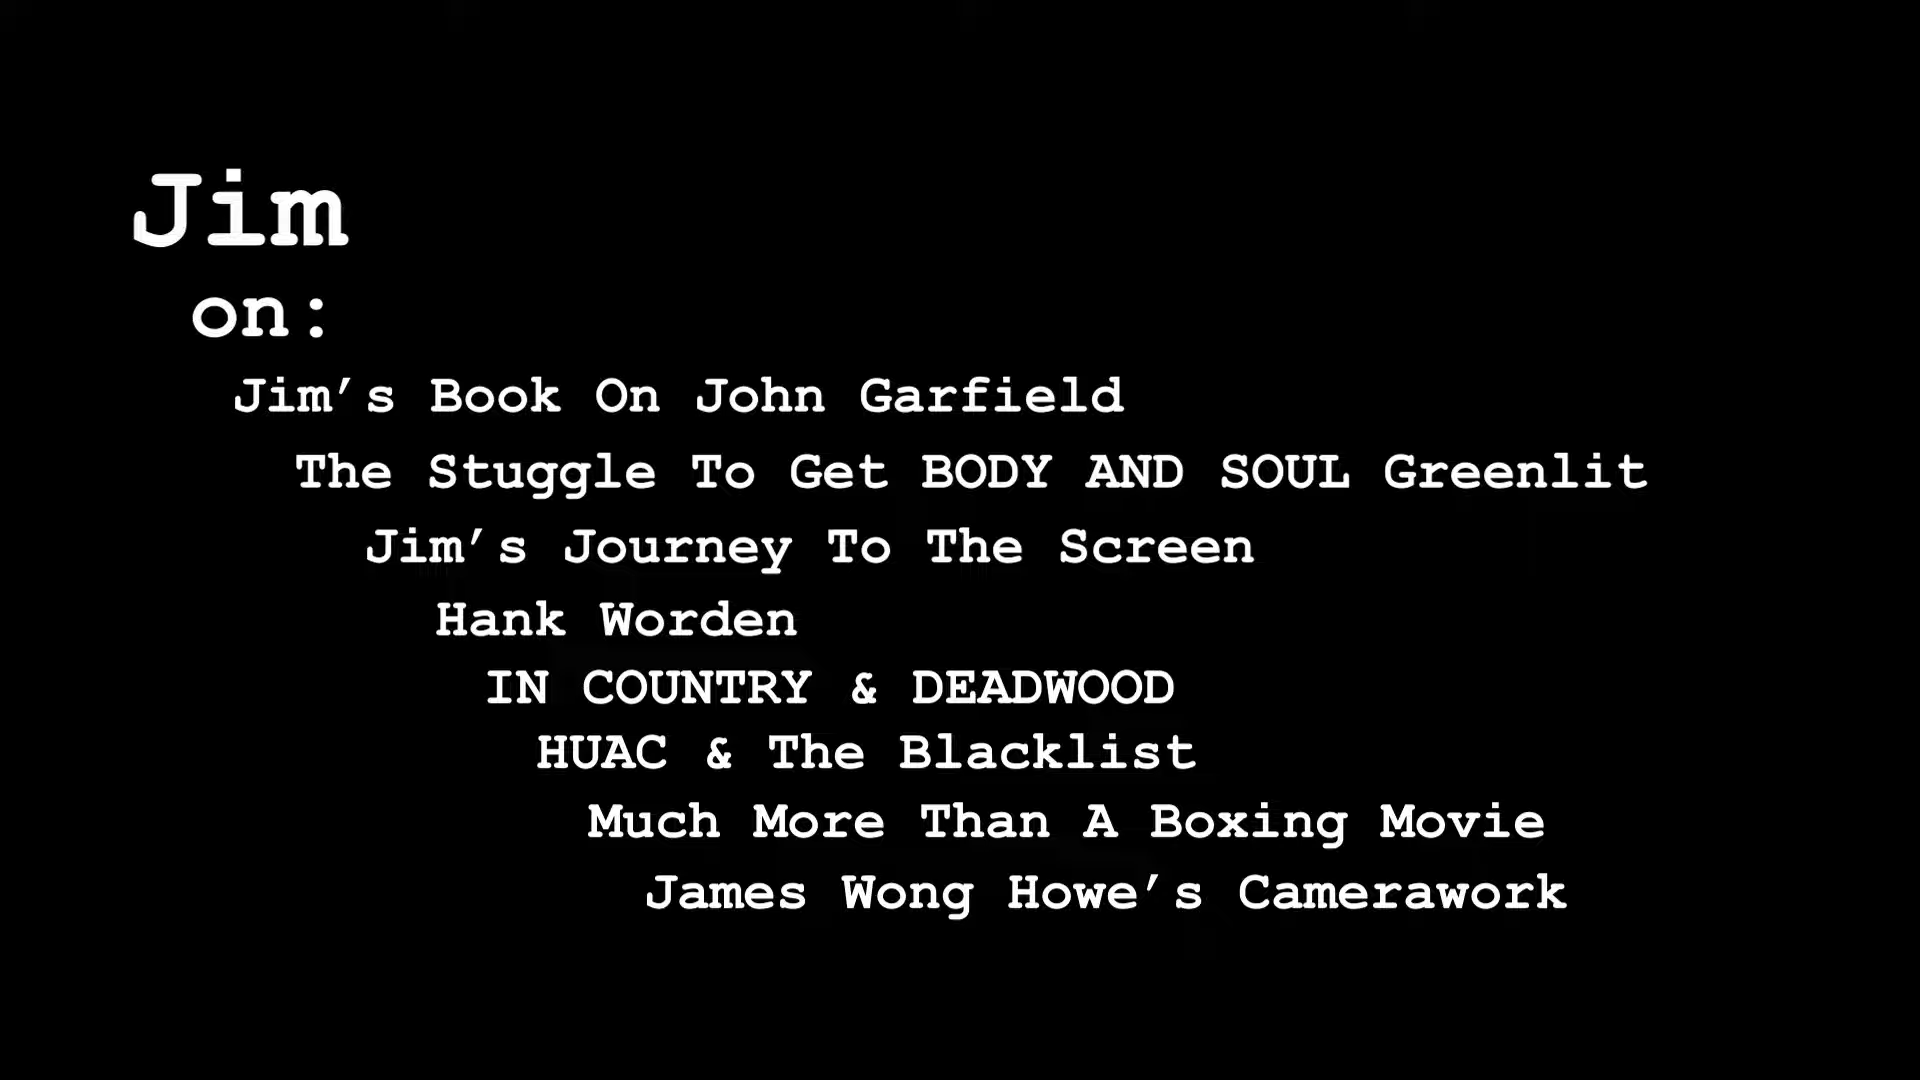 Jim
on:
Jim’s Book On John Garfield
The Stuggle To Get BODY AND SOUL Greenlit
Jim’s Journey To The Screen
Hank Worden
IN COUNTRY & DEADWOOD
HUAC & The Blacklist
Much More Than A Boxing Movie
James Wong Howe’s Camerawork